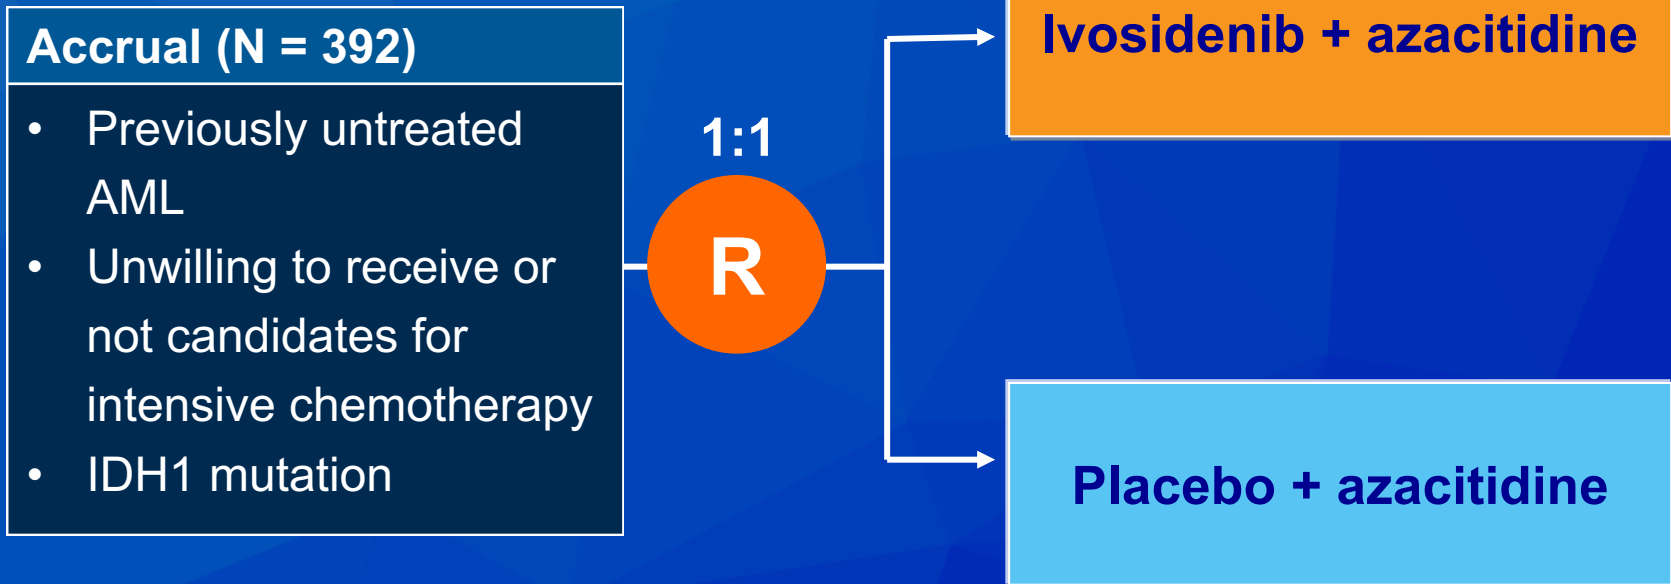 Accrual (N = 392)
• Previously untreated
AML
• Unwilling to receive or
not candidates for
intensive chemotherapy
• IDH1 mutation
1:1
R
Ivosidenib + azacitidine
Placebo + azacitidine